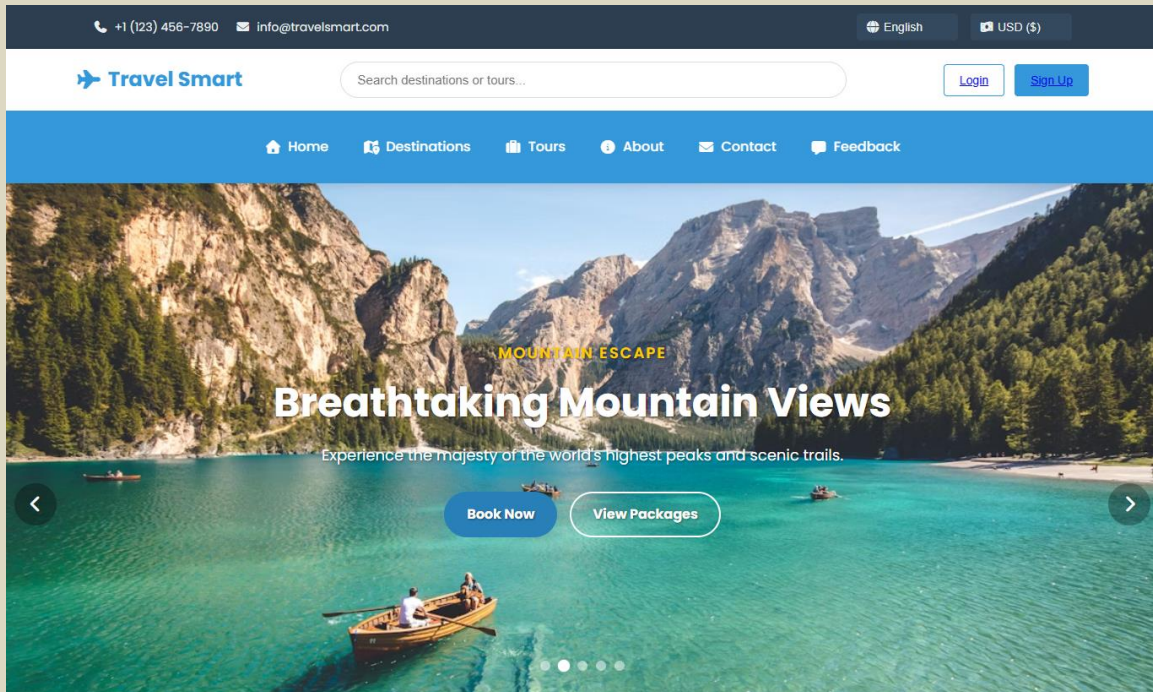 +1 (123) 456-7890 info@travelsmart.com English USD ($)
Travel Smart Search destinations or tours... Login Sign Up
Home Destinations Tours About Contact Feedback
MOUNTAIN ESCAPE
Breathtaking Mountain Views
Experience the majesty of the world's highest peaks and scenic trails.
Book Now View Packages